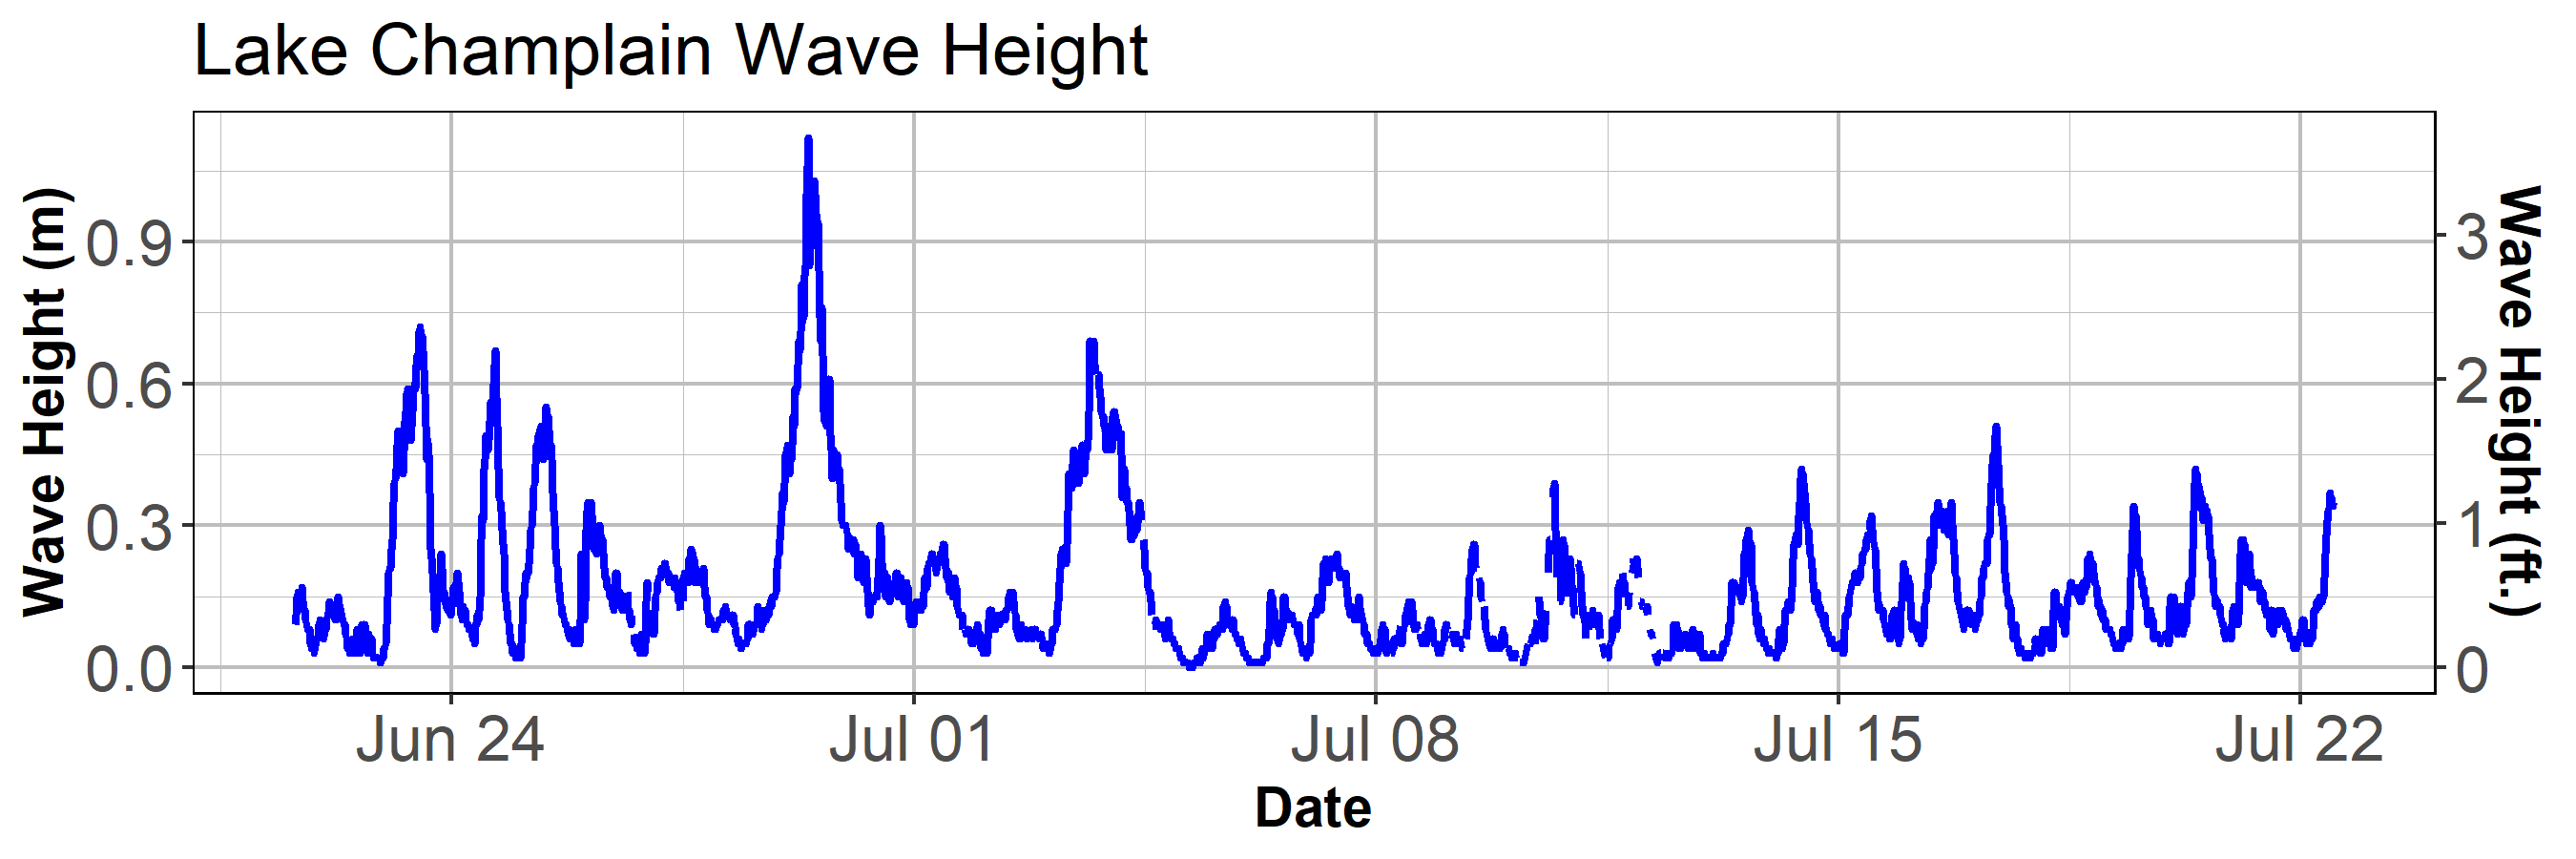 Lake Champlain Wave Height
Wave Height (m)
0.9
0.6
0.3
0.0
3
2
1
0
Wave Height (ft.)
Jun 24
Jul 01
Jul 08
Jul 15
Jul 22
Date